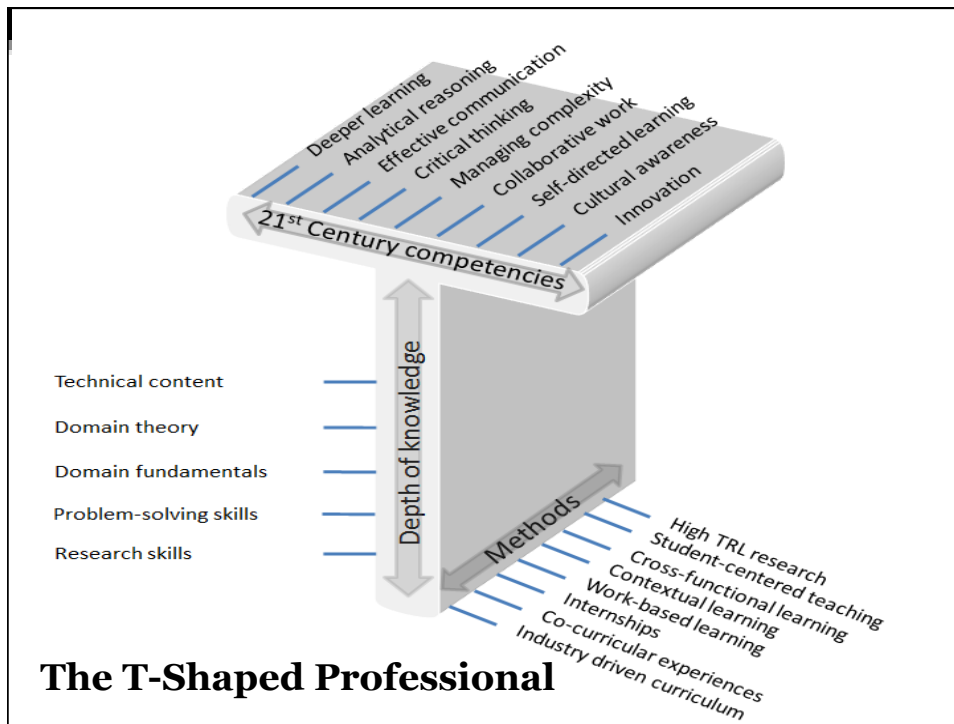 Deeper learning
Analytical reasoning
Effective communication
Critical thinking
Managing complexity
Collaborative work
Self-directed learning
Cultural awareness
Innovation
21st Century competencies
Depth of knowledge
Technical content
Domain theory
Domain fundamentals
Problem-solving skills
Research skills
Methods
High TRL research
Student-centered teaching
Cross-functional learning
Contextual learning
Work-based learning
Internships
Co-curricular experiences
Industry driven curriculum
The T-Shaped Professional